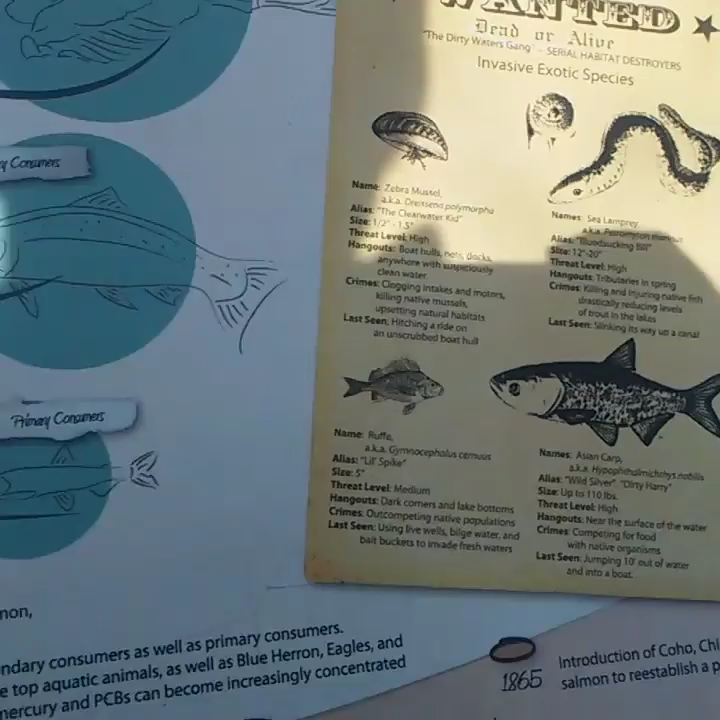 WANTED
Dead or Alive
"The Dirty Waters Gang" - SERIAL HABITAT DESTROYERS
Invasive Exotic Species
Name: Zebra Mussel,
a.k.a. Dreissena polymorpha
Alias: "The Clearwater Kid"
Size: 1/2" - 1.5"
Threat Level: High
Hangouts: Boat hulls, nets, docks,
anywhere with suspiciously
clean water
Crimes: Clogging intakes and motors,
killing native mussels,
upsetting natural habitats
Last Seen: Hitching a ride on
an unscrubbed boat hull
Names: Sea Lamprey,
a.k.a. Petromyzon marinus
Alias: "Bloodsucking Bill"
Size: 12"-20"
Threat Level: High
Hangouts: Tributaries in spring
Crimes: Killing and injuring native fish
drastically reducing levels
of trout in the lakes
Last Seen: Slinking its way up a canal
Name: Ruffe,
a.k.a. Gymnocephalus cernuus
Alias: "Lil' Spike"
Size: 5"
Threat Level: Medium
Hangouts: Dark corners and lake bottoms
Crimes: Outcompeting native populations
Last Seen: Using live wells, bilge water, and
bait buckets to invade fresh waters
Names: Asian Carp,
a.k.a. Hypophthalmichthys nobilis
Alias: "Wild Silver" "Dirty Harry"
Size: Up to 110 lbs.
Threat Level: High
Hangouts: Near the surface of the water
Crimes: Competing for food
with native organisms
Last Seen: Jumping 10' out of water
and into a boat.
y Consumers
Primary Consumers
mon,
ndary consumers as well as primary consumers.
e top aquatic animals, as well as Blue Herron, Eagles, and
mercury and PCBs can become increasingly concentrated
1865
Introduction of Coho, Chi
salmon to reestablish a p